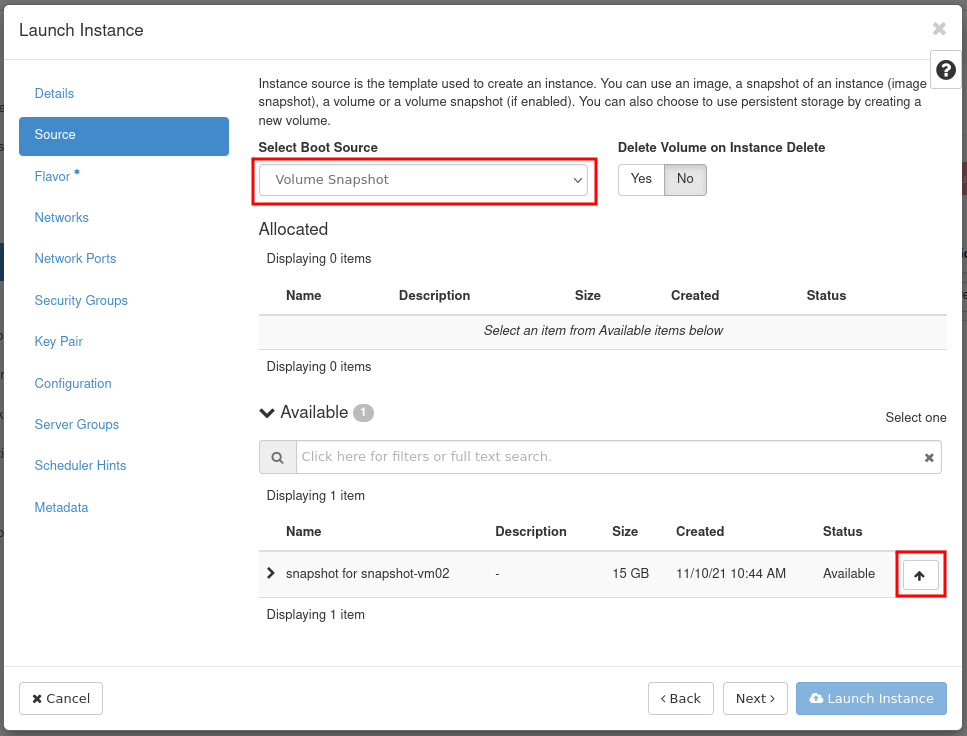 Launch Instance
Details
Source
Flavor *
Networks
Network Ports
Security Groups
Key Pair
Configuration
Server Groups
Scheduler Hints
Metadata
Instance source is the template used to create an instance. You can use an image, a snapshot of an instance (image
snapshot), a volume or a volume snapshot (if enabled). You can also choose to use persistent storage by creating a
new volume.
Select Boot Source
Delete Volume on Instance Delete
Volume Snapshot
Yes No
Allocated
Displaying 0 items
Name Description Size Created Status
Select an item from Available items below
Displaying 0 items
Available 1
Select one
Click here for filters or full text search.
Displaying 1 item
Name Description Size Created Status
snapshot for snapshot-vm02 - 15 GB 11/10/21 10:44 AM Available
Displaying 1 item
Cancel
‹ Back
Next ›
Launch Instance